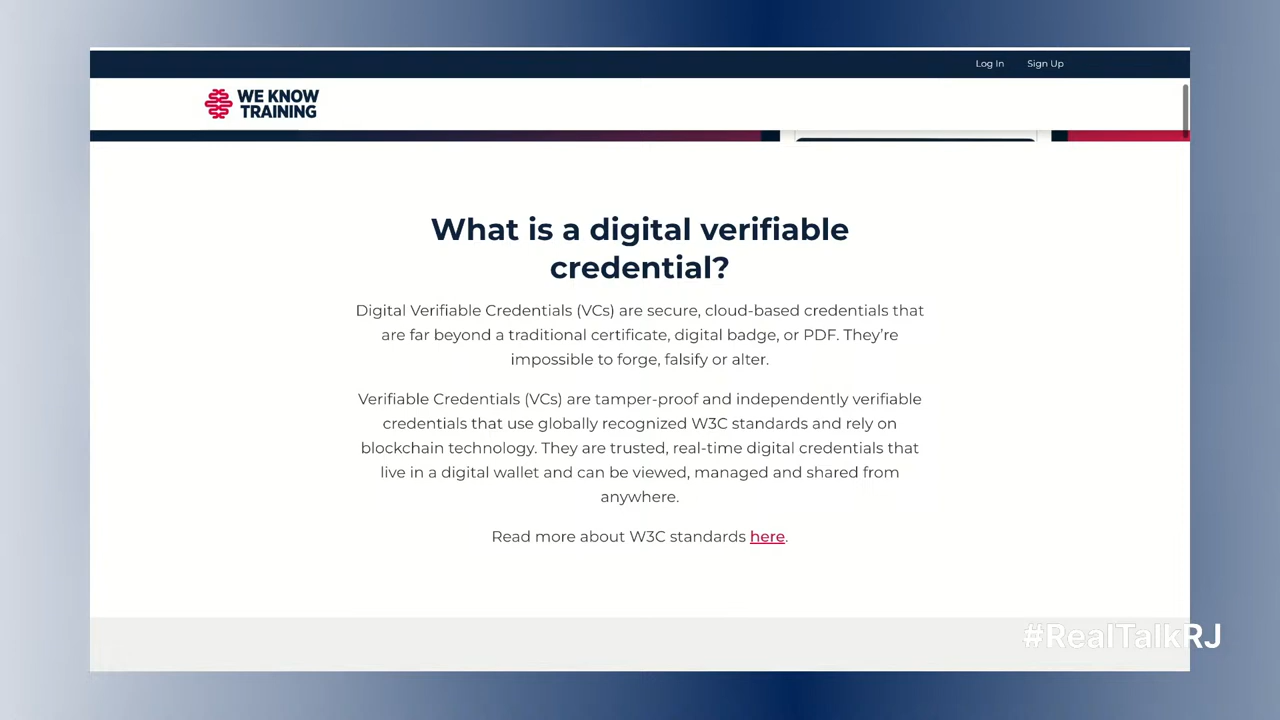 Log In Sign Up
WE KNOW
TRAINING
What is a digital verifiable
credential?
Digital Verifiable Credentials (VCs) are secure, cloud-based credentials that
are far beyond a traditional certificate, digital badge, or PDF. They’re
impossible to forge, falsify or alter.
Verifiable Credentials (VCs) are tamper-proof and independently verifiable
credentials that use globally recognized W3C standards and rely on
blockchain technology. They are trusted, real-time digital credentials that
live in a digital wallet and can be viewed, managed and shared from
anywhere.
Read more about W3C standards here.
#RealTalkRJ